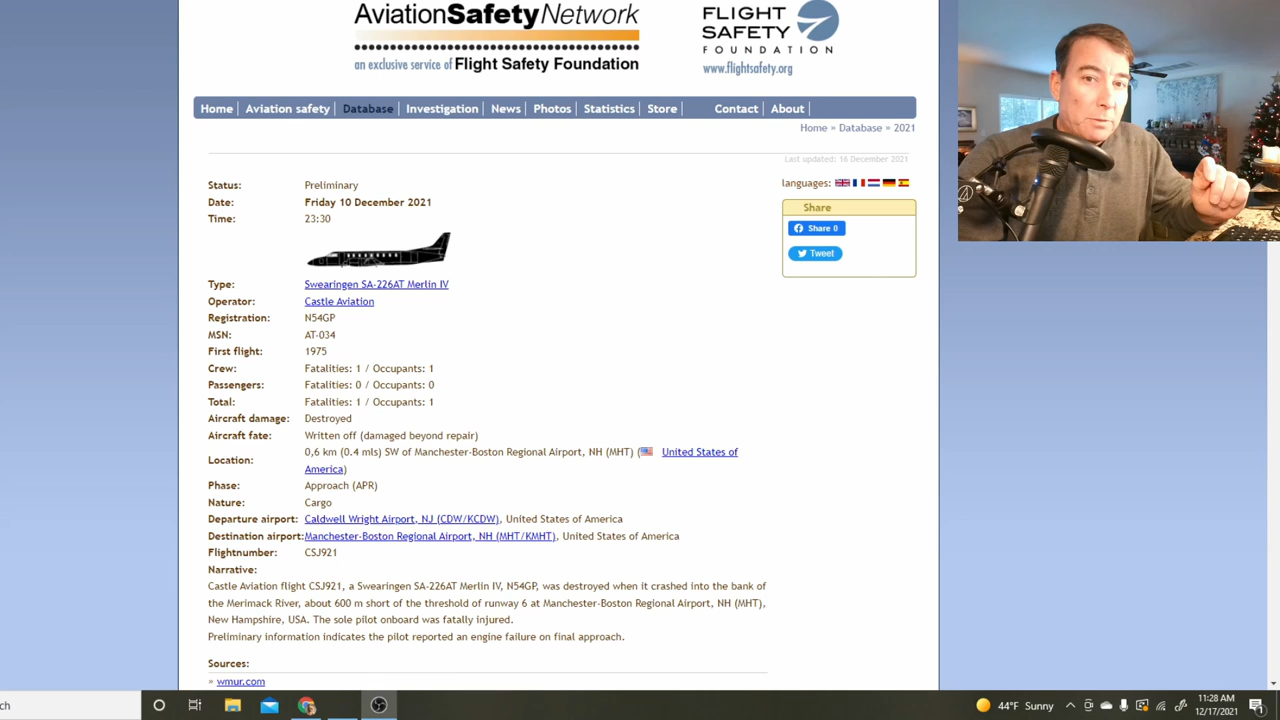 AviationSafetyNetwork
an exclusive service of Flight Safety Foundation
FLIGHT
SAFETY
FOUNDATION
www.flightsafety.org
Home Aviation safety Database Investigation News Photos Statistics Store Contact About
Home » Database » 2021
Last updated: 16 December 2021
languages:
Share
Share 0
Tweet
Status: Preliminary
Date: Friday 10 December 2021
Time: 23:30
Type: Swearingen SA-226AT Merlin IV
Operator: Castle Aviation
Registration: N54GP
MSN: AT-034
First flight: 1975
Crew: Fatalities: 1 / Occupants: 1
Passengers: Fatalities: 0 / Occupants: 0
Total: Fatalities: 1 / Occupants: 1
Aircraft damage: Destroyed
Aircraft fate: Written off (damaged beyond repair)
Location: 0,6 km (0.4 mls) SW of Manchester-Boston Regional Airport, NH (MHT) ( United States of
America)
Phase: Approach (APR)
Nature: Cargo
Departure airport: Caldwell Wright Airport, NJ (CDW/KCDW), United States of America
Destination airport: Manchester-Boston Regional Airport, NH (MHT/KMHT), United States of America
Flightnumber: CSJ921
Narrative:
Castle Aviation flight CSJ921, a Swearingen SA-226AT Merlin IV, N54GP, was destroyed when it crashed into the bank of
the Merimack River, about 600 m short of the threshold of runway 6 at Manchester-Boston Regional Airport, NH (MHT),
New Hampshire, USA. The sole pilot onboard was fatally injured.
Preliminary information indicates the pilot reported an engine failure on final approach.
Sources:
» wmur.com
ch
44°F Sunny
11:28 AM
12/17/2021